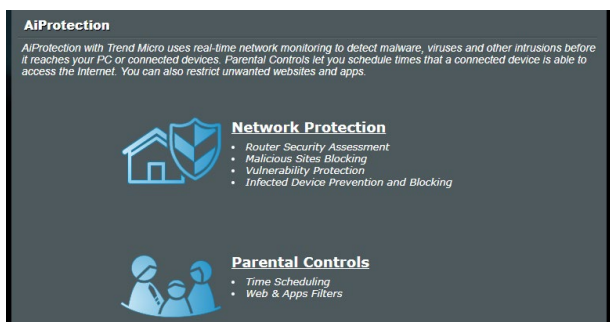 AiProtection
AiProtection with Trend Micro uses real-time network monitoring to detect malware, viruses and other intrusions before
it reaches your PC or connected devices. Parental Controls let you schedule times that a connected device is able to
access the Internet. You can also restrict unwanted websites and apps.
Network Protection
• Router Security Assessment
• Malicious Sites Blocking
• Vulnerability Protection
• Infected Device Prevention and Blocking
Parental Controls
• Time Scheduling
• Web & Apps Filters